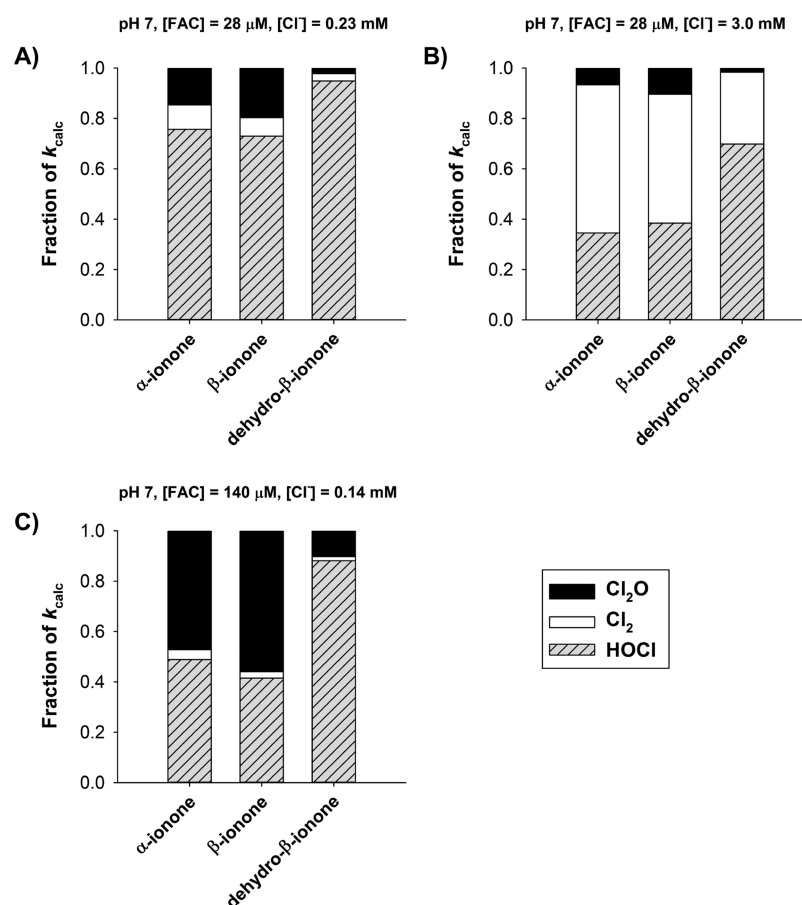 pH 7, [FAC] = 28 μM, [Cl⁻] = 0.23 mM
A)
1.0
0.8
0.6
0.4
0.2
0.0
Fraction of k_calc
α-ionone
β-ionone
dehydro-β-ionone
pH 7, [FAC] = 28 μM, [Cl⁻] = 3.0 mM
B)
1.0
0.8
0.6
0.4
0.2
0.0
Fraction of k_calc
α-ionone
β-ionone
dehydro-β-ionone
pH 7, [FAC] = 140 μM, [Cl⁻] = 0.14 mM
C)
1.0
0.8
0.6
0.4
0.2
0.0
Fraction of k_calc
α-ionone
β-ionone
dehydro-β-ionone
Cl₂O
Cl₂
HOCl